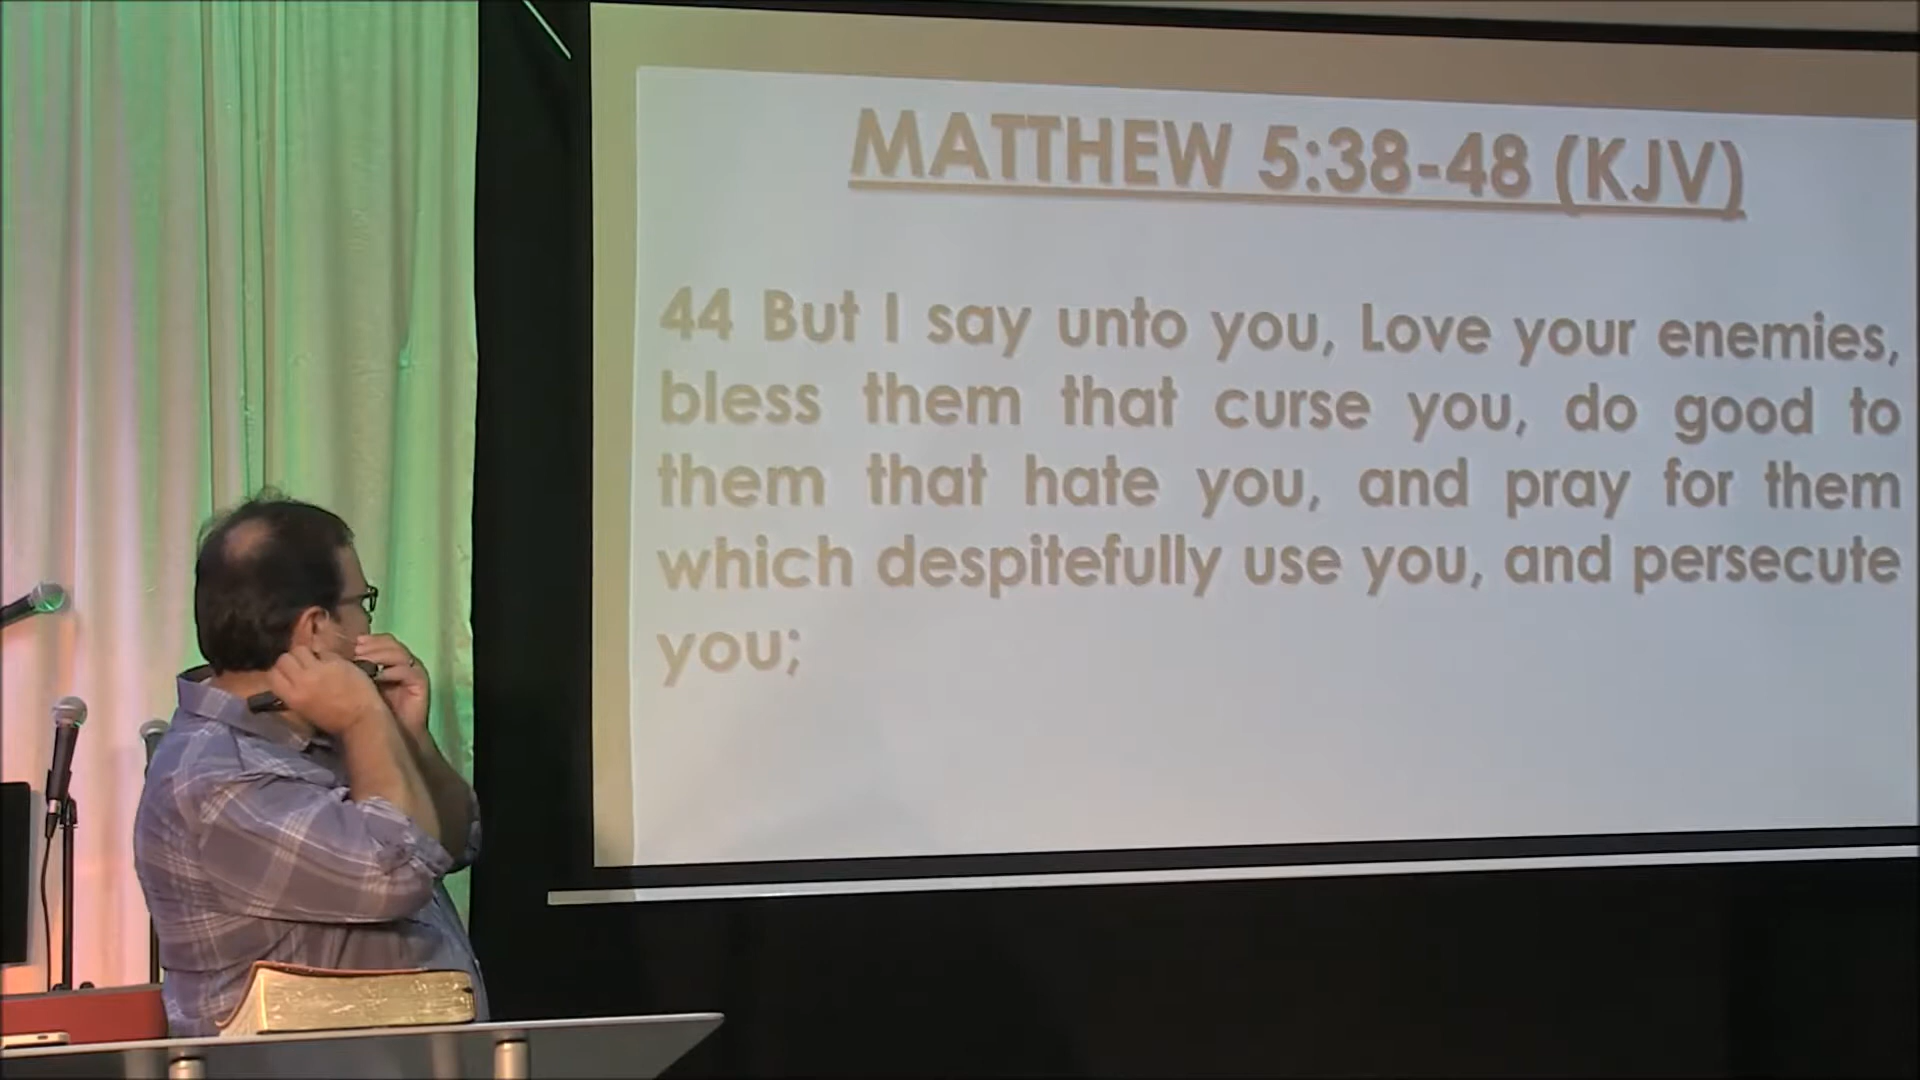 MATTHEW 5:38-48 (KJV)
44 But I say unto you, Love your enemies,
bless them that curse you, do good to
them that hate you, and pray for them
which despitefully use you, and persecute
you;